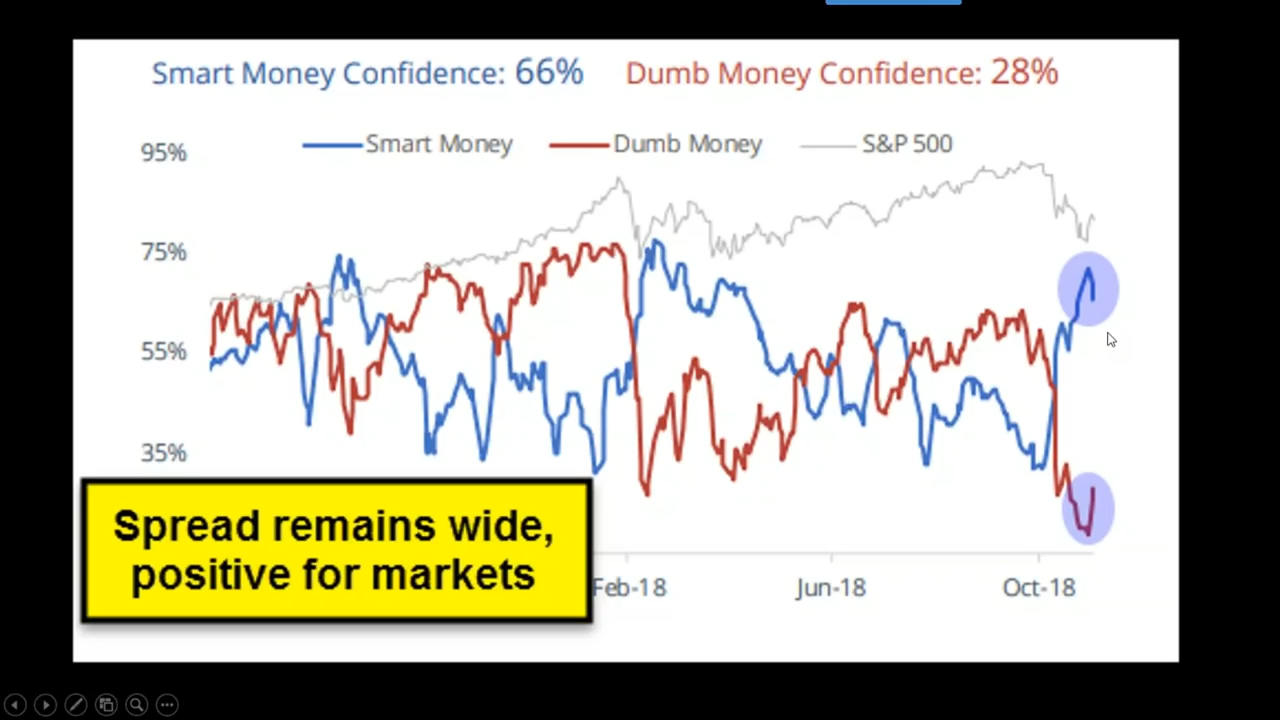 Smart Money Confidence: 66% Dumb Money Confidence: 28%
Smart Money Dumb Money S&P 500
95%
75%
55%
35%
Spread remains wide,
positive for markets
Feb-18 Jun-18 Oct-18